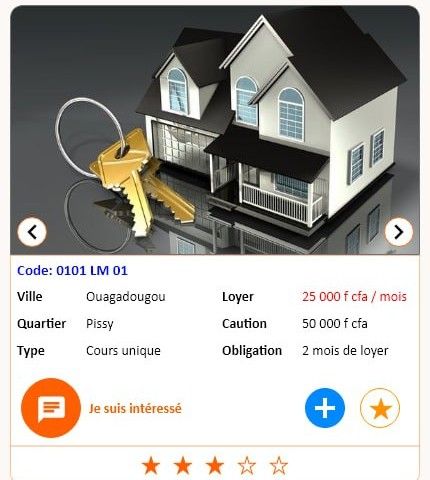 Code: 0101 LM 01
Ville Ouagadougou Loyer 25 000 f cfa / mois
Quartier Pissy Caution 50 000 f cfa
Type Cours unique Obligation 2 mois de loyer
Je suis intéressé